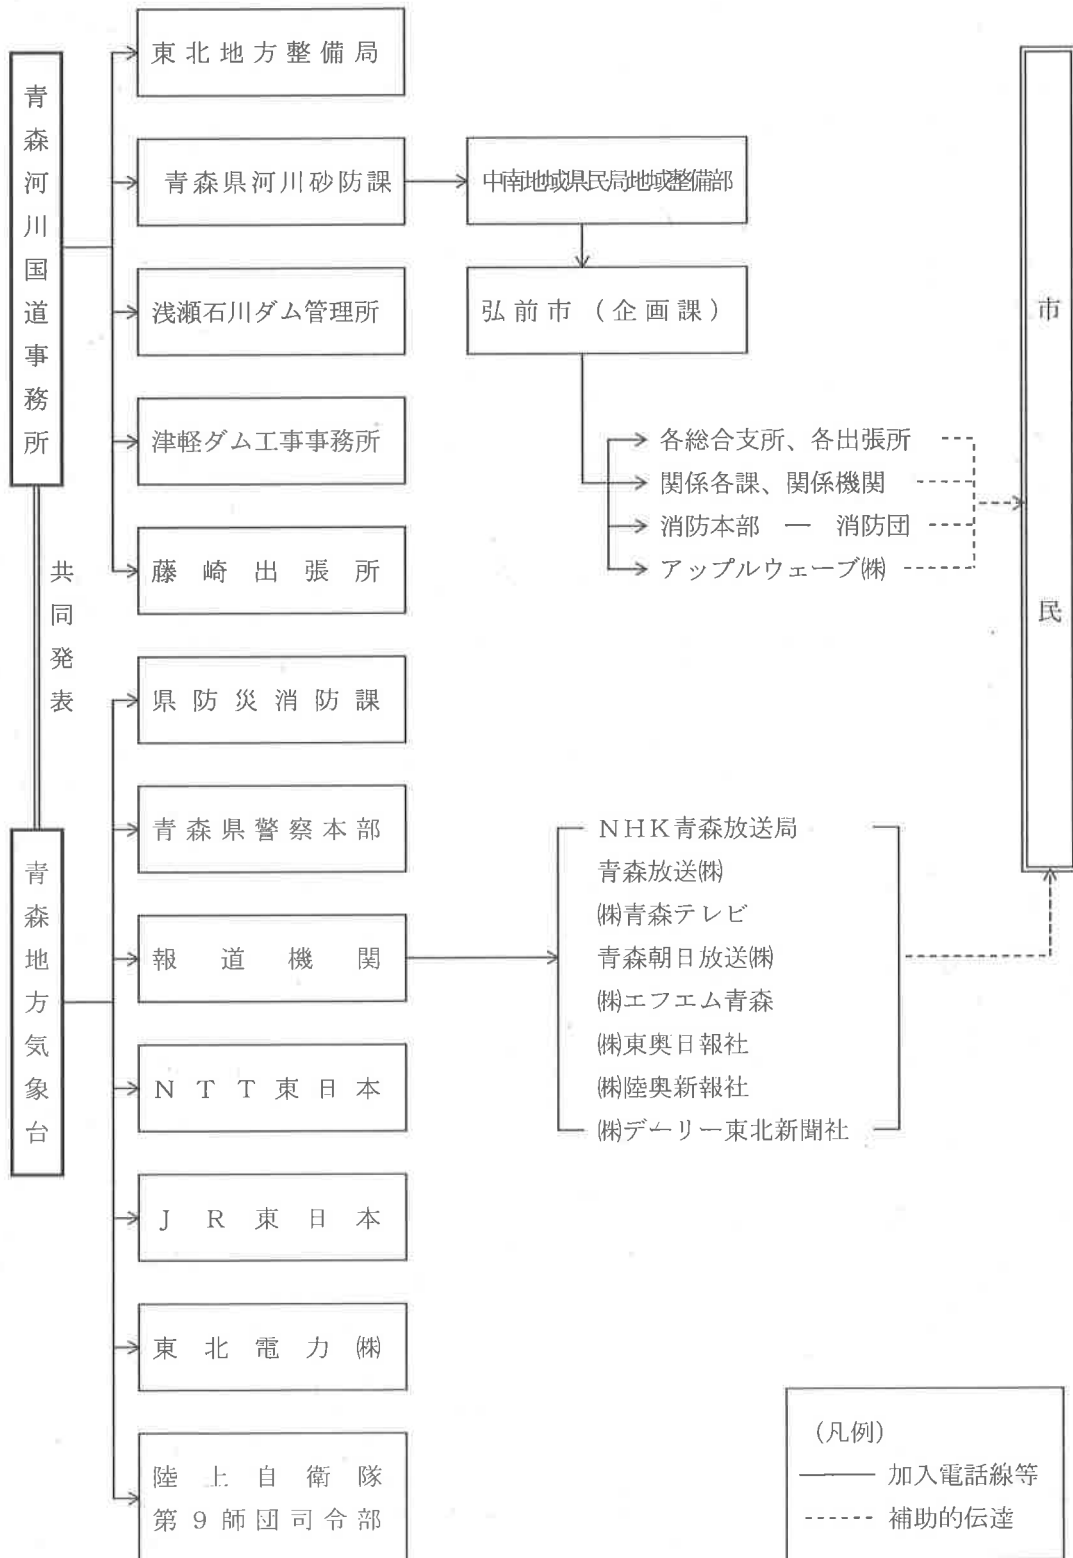 青森河川国道事務所
東北地方整備局
青森県河川砂防課
中南地域県民局地域整備部
浅瀬石川ダム管理所
弘前市（企画課）
津軽ダム工事事務所
藤崎出張所
各総合支所、各出張所
関係各課、関係機関
消防本部 ― 消防団
アップルウェーブ㈱
市民
共同発表
青森地方気象台
県防災消防課
青森県警察本部
報道機関
NTT東日本
JR東日本
東北電力㈱
陸上自衛隊
第9師団司令部
NHK青森放送局
青森放送㈱
㈱青森テレビ
青森朝日放送㈱
㈱エフエム青森
㈱東奥日報社
㈱陸奥新報社
㈱デーリー東北新聞社
(凡例)
加入電話線等
補助的伝達